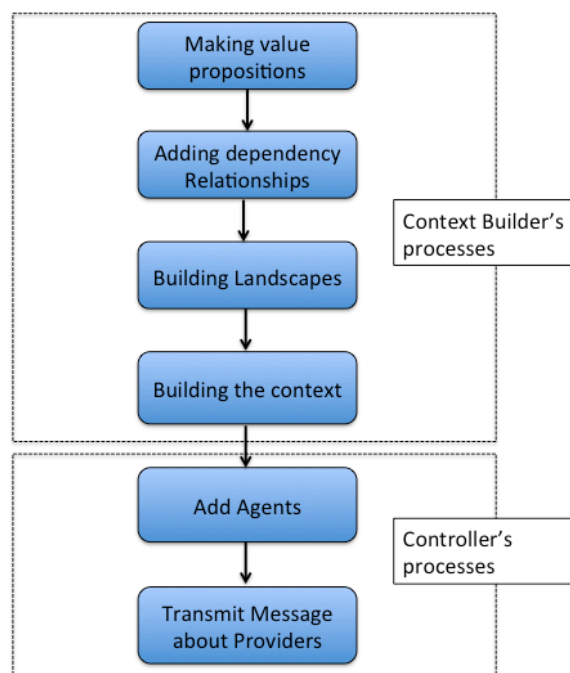 Making value
propositions
Adding dependency
Relationships
Context Builder's
processes
Building Landscapes
Building the context
Add Agents
Controller's
processes
Transmit Message
about Providers